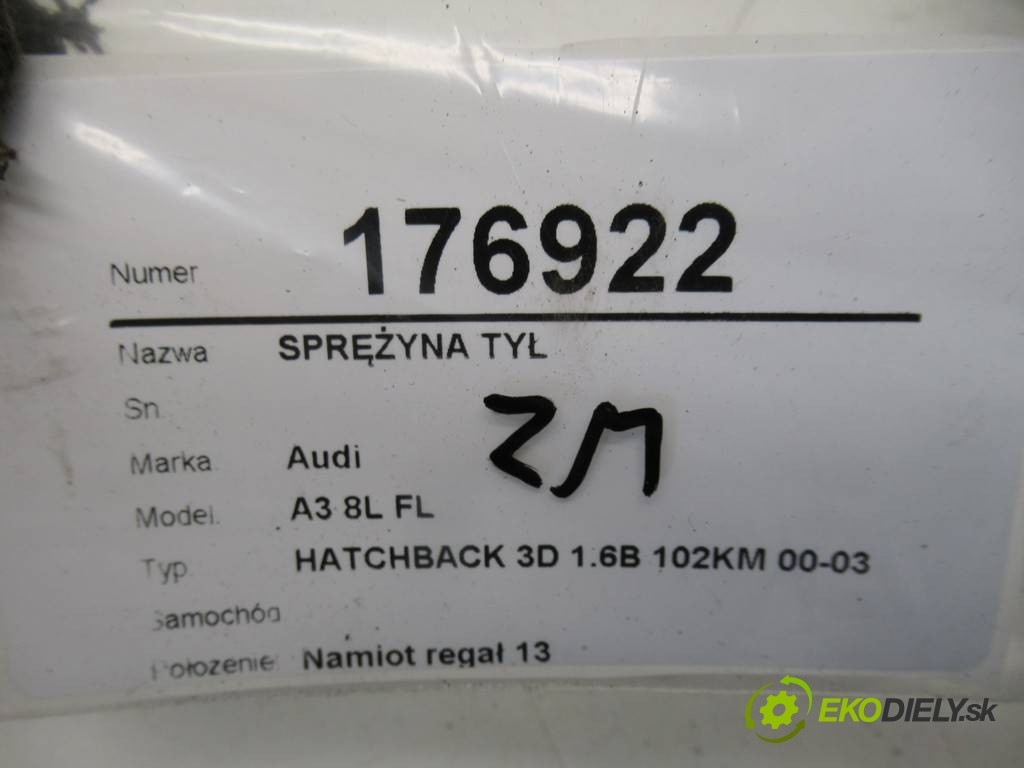 Numer 176922
Nazwa SPRĘŻYNA TYŁ
Sn
Marka Audi
Model. A3 8L FL
Typ HATCHBACK 3D 1.6B 102KM 00-03
Samochód
Położenie: Namiot regał 13
EKODIELY.sk